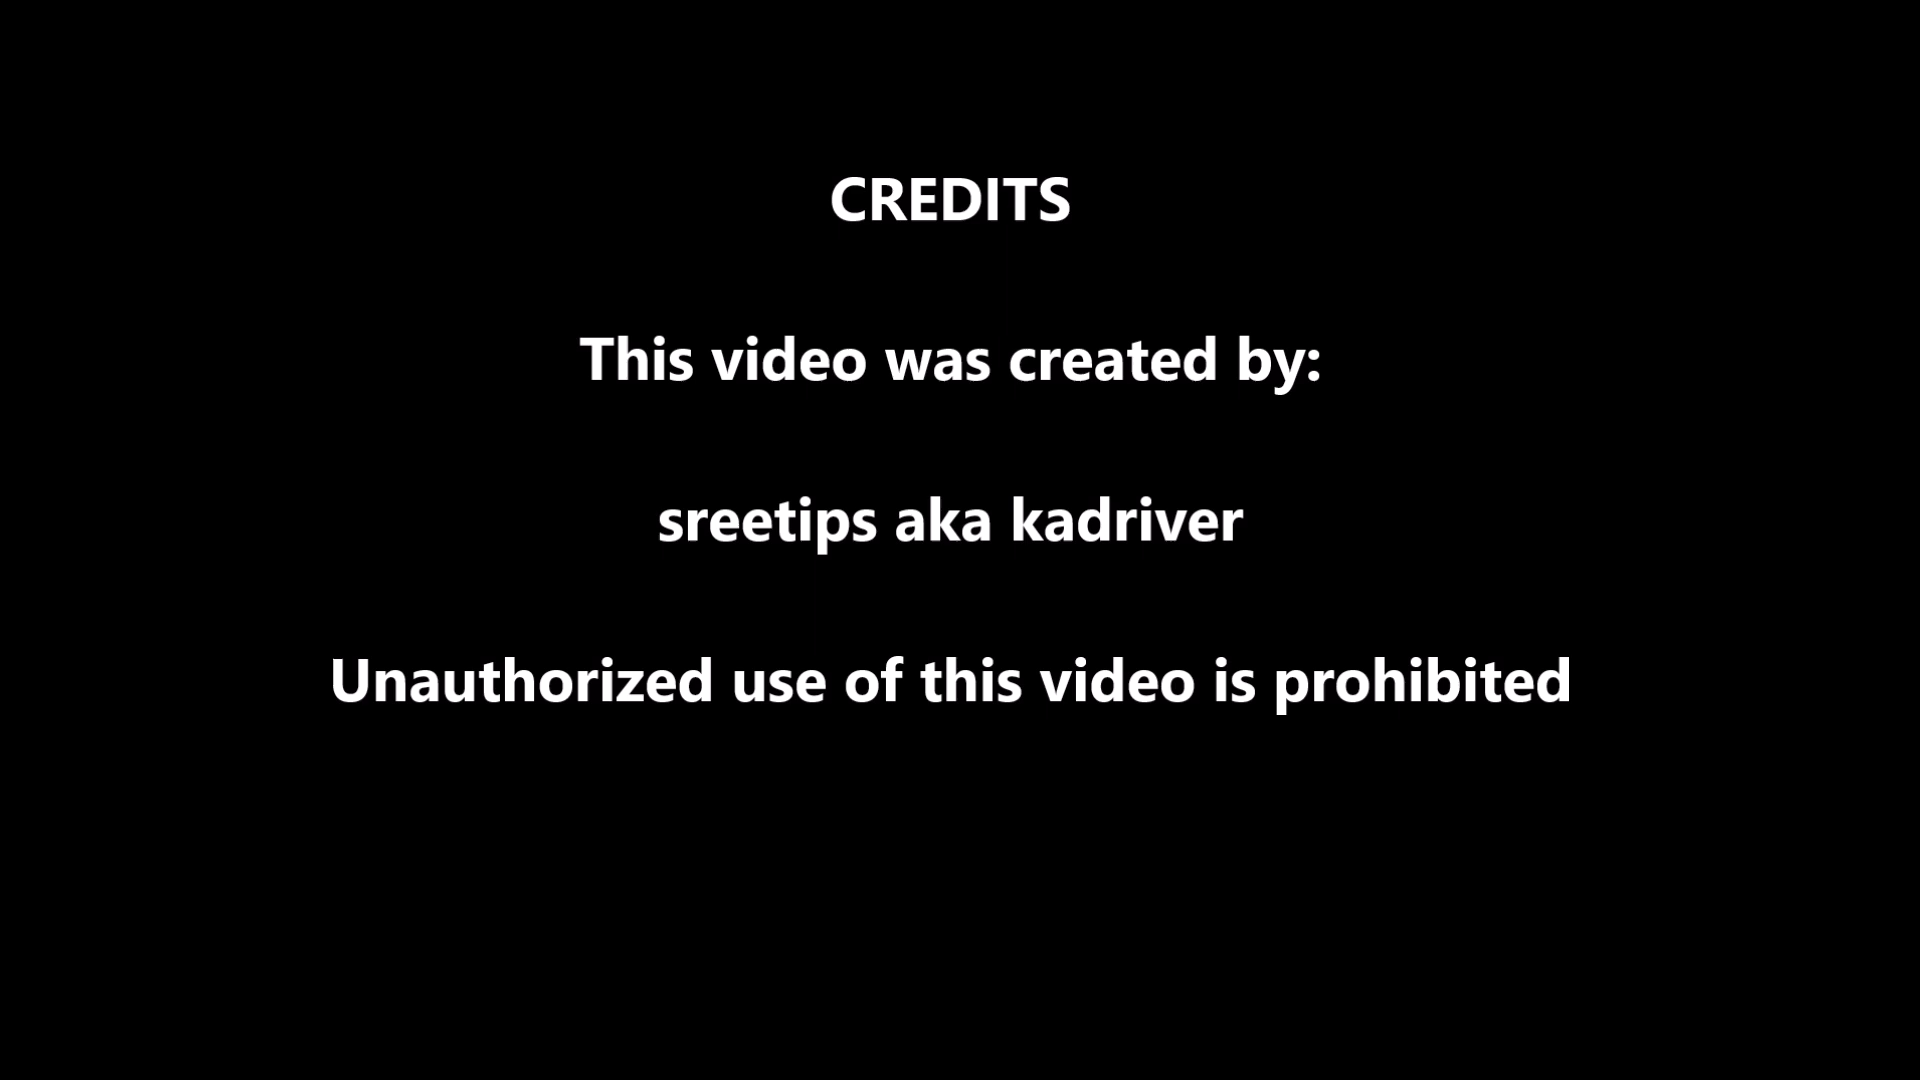 CREDITS
This video was created by:
sreetips aka kadriver
Unauthorized use of this video is prohibited